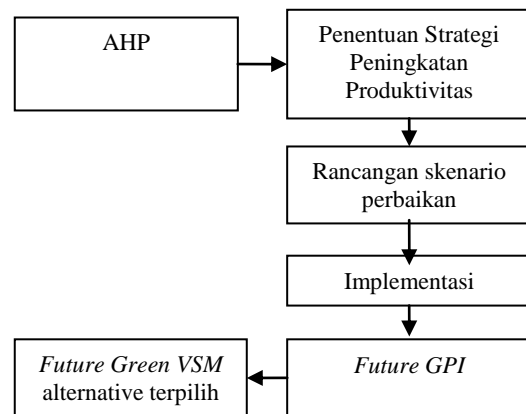 AHP
Penentuan Strategi
Peningkatan
Produktivitas
Rancangan skenario
perbaikan
Implementasi
Future GPI
Future Green VSM
alternative terpilih